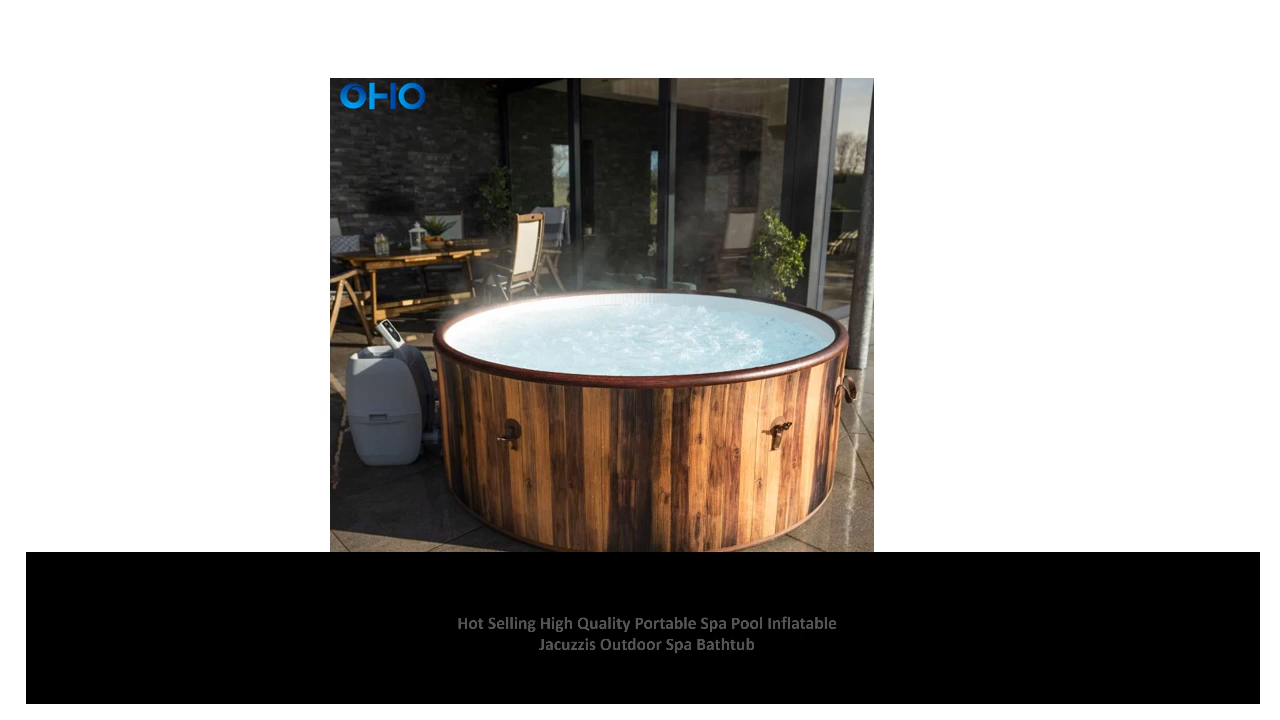 OHO
Hot Selling High Quality Portable Spa Pool Inflatable
Jacuzzis Outdoor Spa Bathtub